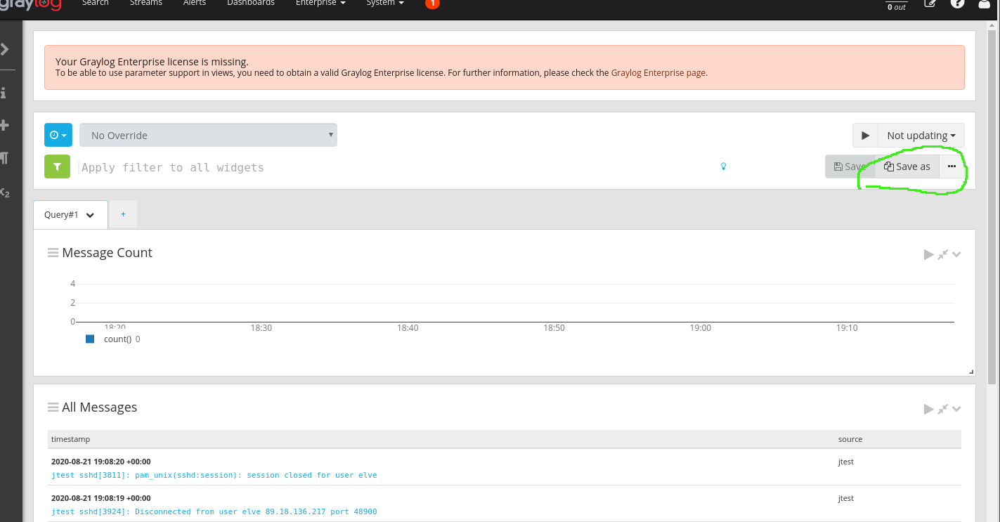 graylog Search Streams Alerts Dashboards Enterprise System 1 0 out
Your Graylog Enterprise license is missing.
To be able to use parameter support in views, you need to obtain a valid Graylog Enterprise license. For further information, please check the Graylog Enterprise page.
No Override Not updating
Apply filter to all widgets Save Save as
Query#1 +
Message Count
4
2
0
18:20 18:30 18:40 18:50 19:00 19:10
count() 0
All Messages
timestamp source
2020-08-21 19:08:20 +00:00 jtest
jtest sshd[3811]: pam_unix(sshd:session): session closed for user elve
2020-08-21 19:08:19 +00:00 jtest
jtest sshd[3924]: Disconnected from user elve 89.18.136.217 port 48900